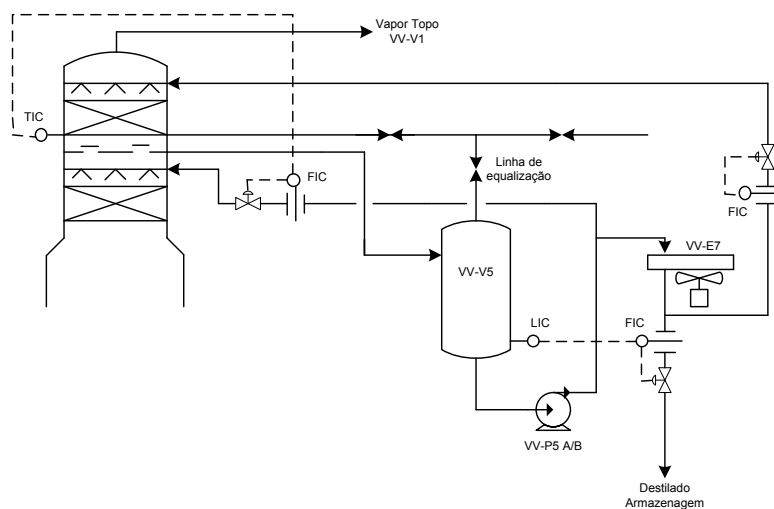 Vapor Topo
VV-V1
TIC
FIC
Linha de
equalização
FIC
VV-E7
VV-V5
LIC
FIC
VV-P5 A/B
Destilado
Armazenagem